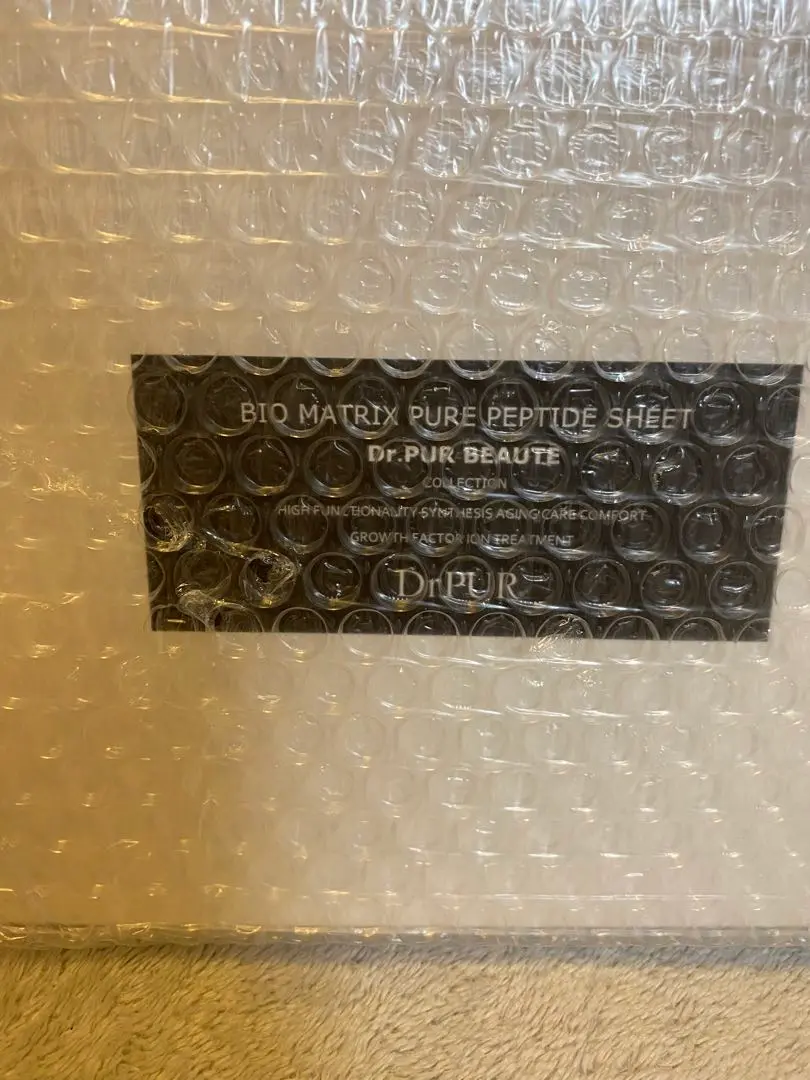 BIO MATRIX PURE PEPTIDE SHEET
Dr.PUR BEAUTE
COLLECTION
HIGH FUNCTIONALITY SYNTHESIS AGING CARE COMFORT
GROWTH FACTOR ION TREATMENT
DrPUR